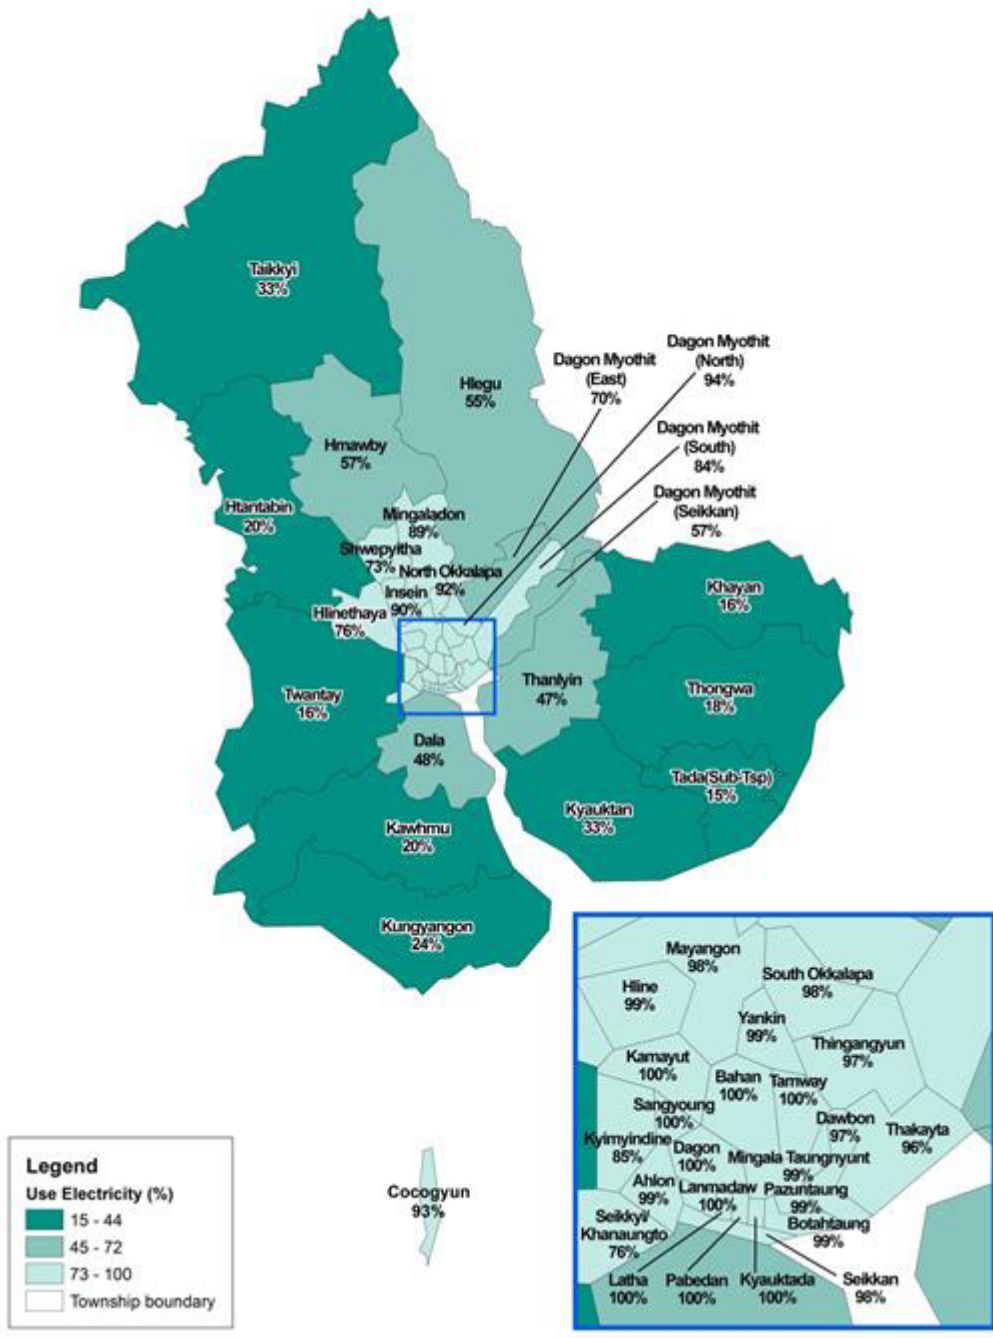 Taikkyi
33%
Hlegu
55%
Dagon Myothit
(East)
70%
Dagon Myothit
(North)
94%
Dagon Myothit
(South)
84%
Dagon Myothit
(Seikkan)
57%
Hmawby
57%
Htantabin
20%
Mingaladon
89%
Shwepyitha
73%
North Okkalapa
92%
Insein
90%
Hlinethaya
76%
Khayan
16%
Twantay
16%
Thanlyin
47%
Thongwa
18%
Dala
48%
Tada(Sub-Tsp)
15%
Kyauktan
33%
Kawhmu
20%
Kungyangon
24%
Mayangon
98%
South Okkalapa
98%
Hline
99%
Yankin
99%
Thingangyun
97%
Kamayut
100%
Bahan
100%
Tamway
100%
Sangyoung
100%
Dawbon
97%
Thakayta
96%
Kyimyindine
85%
Dagon
100%
Mingala Taungnyunt
99%
Ahlon
99%
Lanmadaw
100%
Pazuntaung
99%
Seikkyi/
Khanaungto
76%
Botahtaung
99%
Latha
100%
Pabedan
100%
Kyauktada
100%
Seikkan
98%
Cocogyun
93%
Legend
Use Electricity (%)
15 - 44
45 - 72
73 - 100
Township boundary